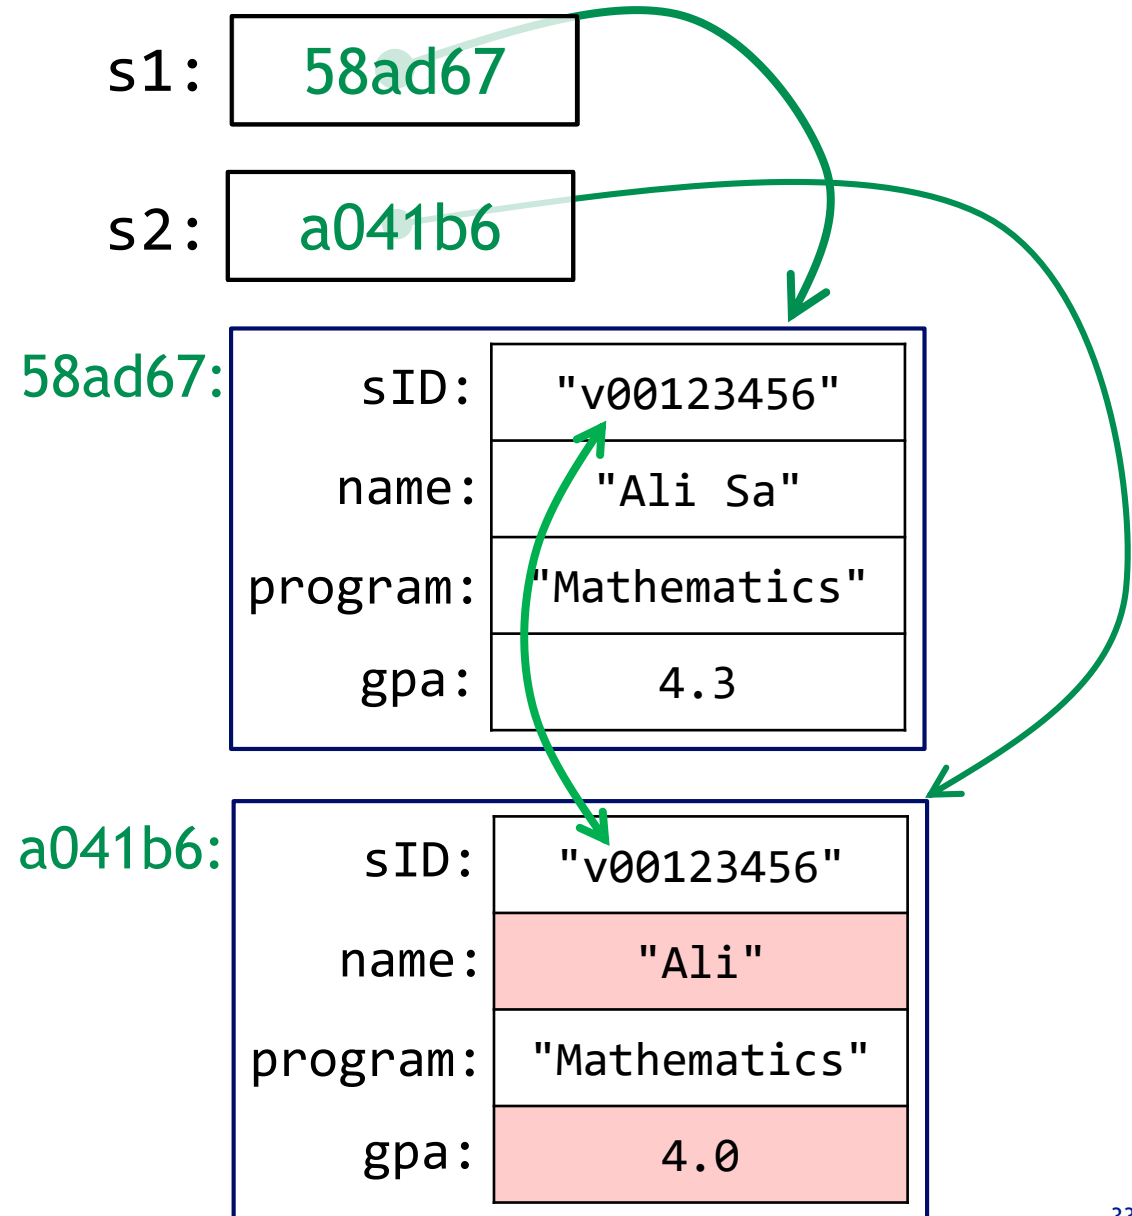 s1: 58ad67
s2: a041b6
58ad67:
sID: "v00123456"
name: "Ali Sa"
program: "Mathematics"
gpa: 4.3
a041b6:
sID: "v00123456"
name: "Ali"
program: "Mathematics"
gpa: 4.0